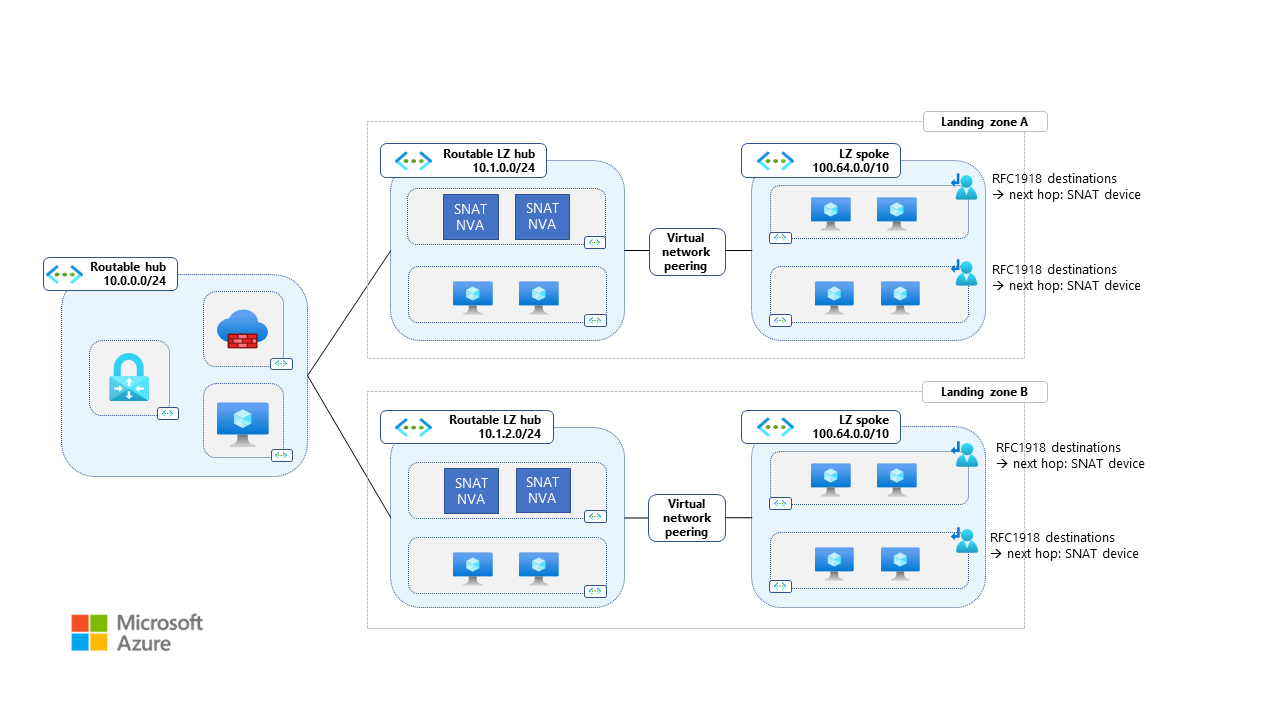 Landing zone A
Routable LZ hub
10.1.0.0/24
LZ spoke
100.64.0.0/10
RFC1918 destinations
→ next hop: SNAT device
SNAT
NVA
SNAT
NVA
Virtual
network
peering
RFC1918 destinations
→ next hop: SNAT device
Routable hub
10.0.0.0/24
Landing zone B
Routable LZ hub
10.1.2.0/24
LZ spoke
100.64.0.0/10
RFC1918 destinations
→ next hop: SNAT device
SNAT
NVA
SNAT
NVA
Virtual
network
peering
RFC1918 destinations
→ next hop: SNAT device
Microsoft
Azure